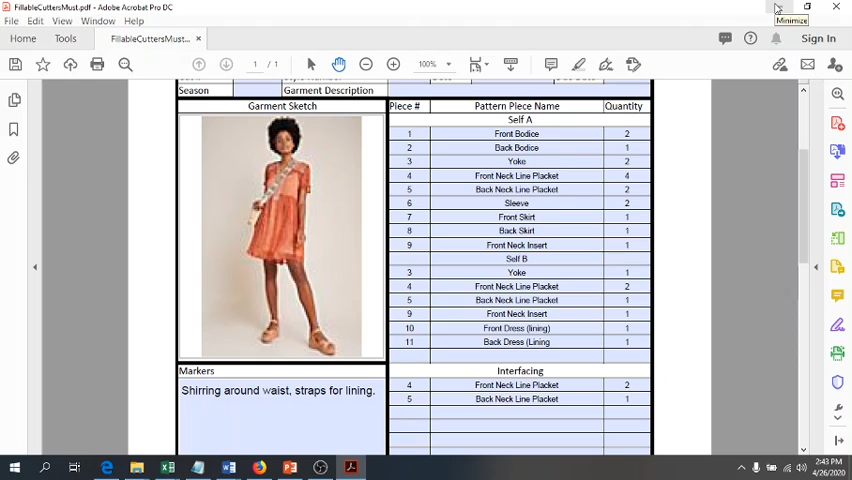 FillableCuttersMust.pdf - Adobe Acrobat Pro DC
Minimize
File Edit View Window Help
Home Tools FillableCuttersMust... × Sign In
1 / 1 100%
Season Garment Description
Garment Sketch Piece # Pattern Piece Name Quantity
Self A
1 Front Bodice 2
2 Back Bodice 1
3 Yoke 2
4 Front Neck Line Placket 4
5 Back Neck Line Placket 2
6 Sleeve 2
7 Front Skirt 1
8 Back Skirt 1
9 Front Neck Insert 1
Self B
3 Yoke 1
4 Front Neck Line Placket 2
5 Back Neck Line Placket 1
9 Front Neck Insert 1
10 Front Dress (lining) 1
11 Back Dress (Lining 1
Markers Interfacing
Shirring around waist, straps for lining.
4 Front Neck Line Placket 2
5 Back Neck Line Placket 1
2:43 PM
4/26/2020